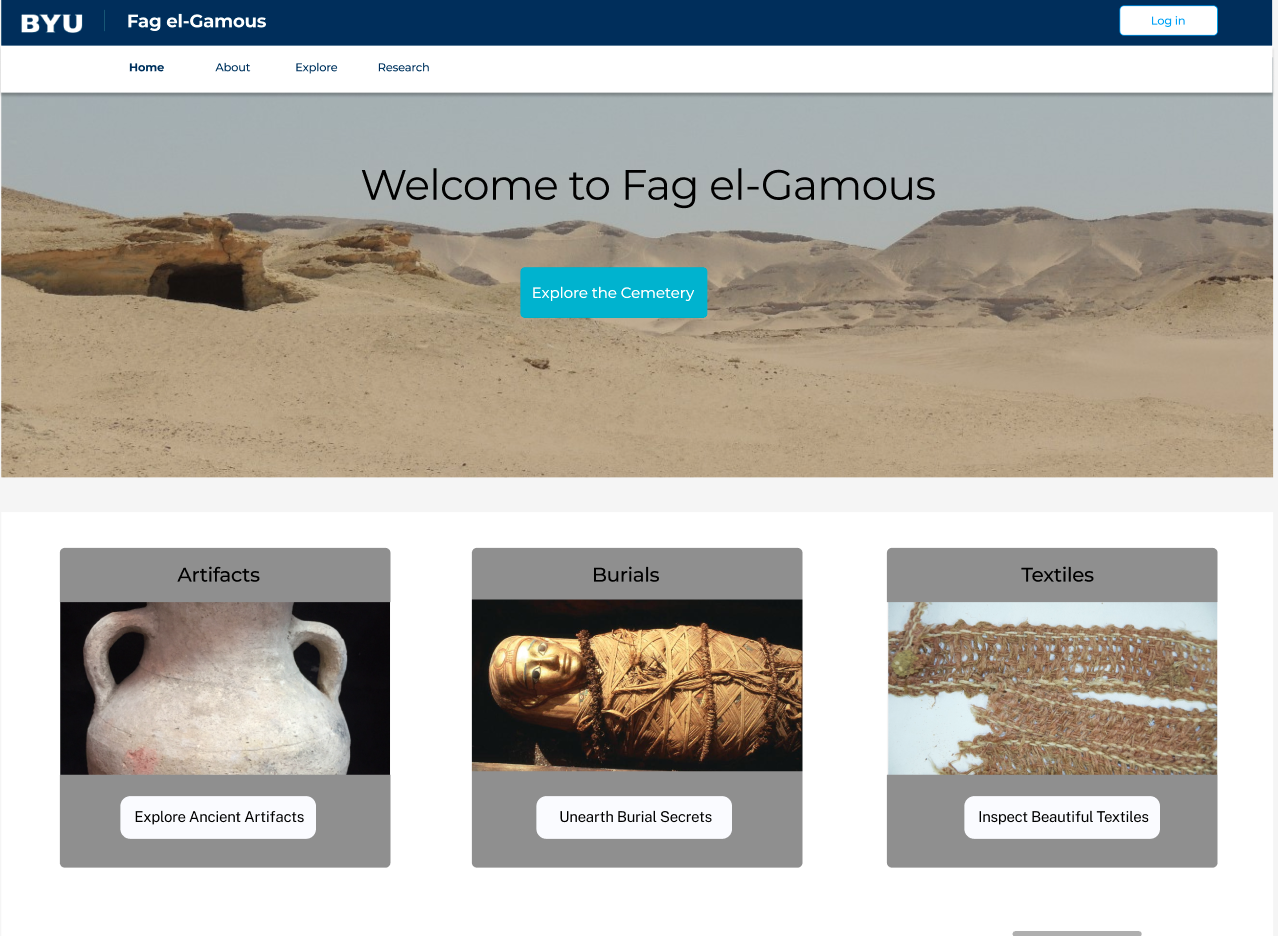 BYU
Fag el-Gamous
Log in
Home
About
Explore
Research
Welcome to Fag el-Gamous
Explore the Cemetery
Artifacts
Burials
Textiles
Explore Ancient Artifacts
Unearth Burial Secrets
Inspect Beautiful Textiles